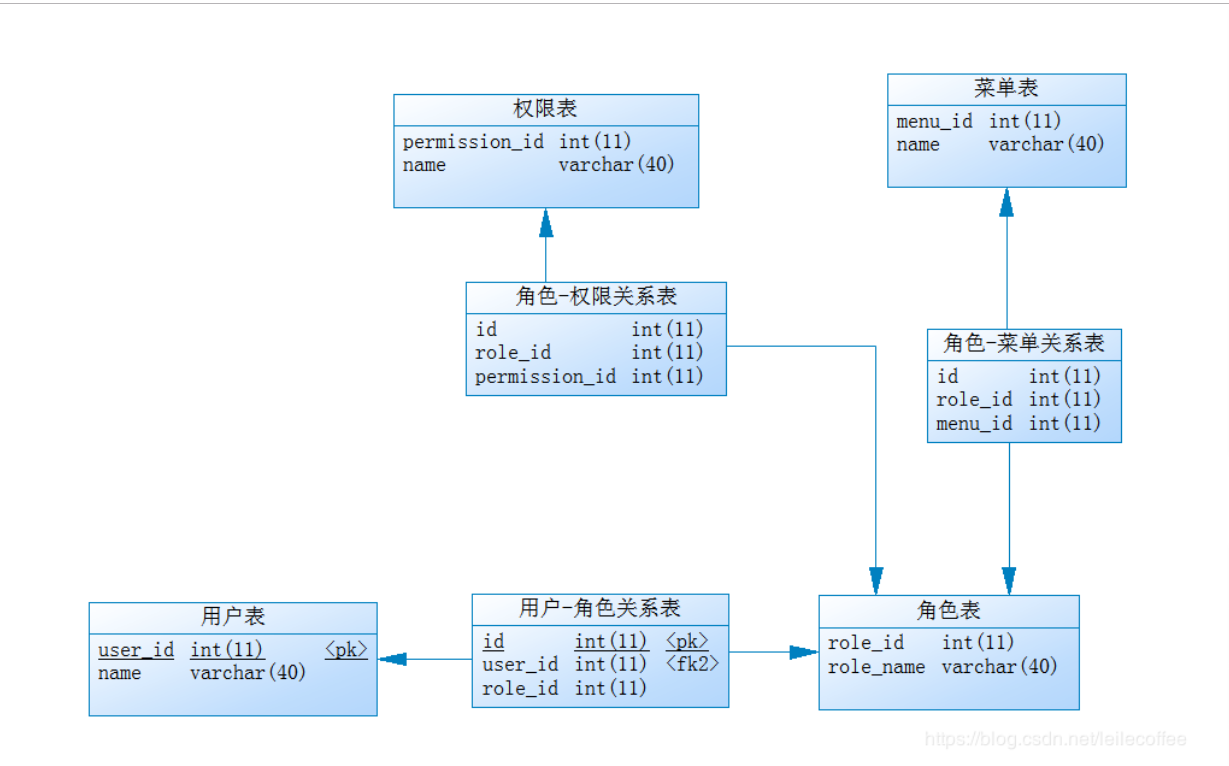 权限表
permission_id int(11)
name varchar(40)
菜单表
menu_id int(11)
name varchar(40)
角色-权限关系表
id int(11)
role_id int(11)
permission_id int(11)
角色-菜单关系表
id int(11)
role_id int(11)
menu_id int(11)
用户表
user_id int(11) <pk>
name varchar(40)
用户-角色关系表
id int(11) <pk>
user_id int(11) <fk2>
role_id int(11)
角色表
role_id int(11)
role_name varchar(40)
https://blog.csdn.net/leilecoffee